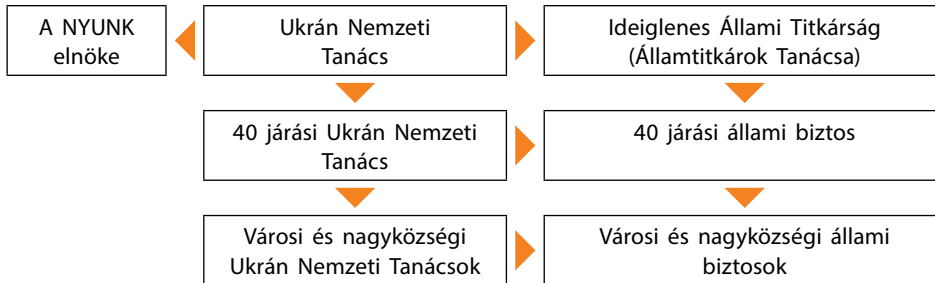 A NYUNK
elnöke
Ukrán Nemzeti
Tanács
Ideiglenes Állami Titkárság
(Államtitkárok Tanácsa)
40 járási Ukrán Nemzeti
Tanács
40 járási állami biztos
Városi és nagyközségi
Ukrán Nemzeti Tanácsok
Városi és nagyközségi állami
biztosok